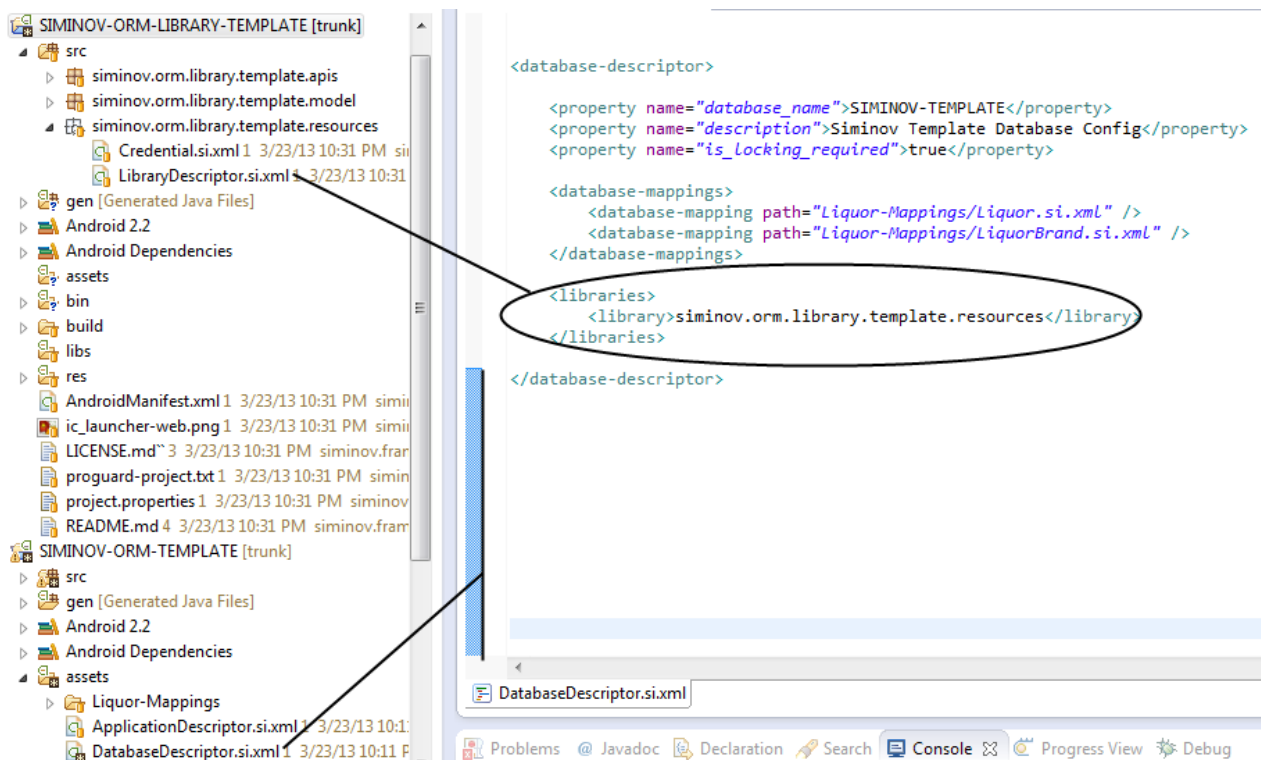 SIMINOV-ORM-LIBRARY-TEMPLATE [trunk]
src
siminov.orm.library.template.apis
siminov.orm.library.template.model
siminov.orm.library.template.resources
Credential.si.xml 1 3/23/13 10:31 PM si
LibraryDescriptor.si.xml 1 3/23/13 10:31
gen [Generated Java Files]
Android 2.2
Android Dependencies
assets
bin
build
libs
res
AndroidManifest.xml 1 3/23/13 10:31 PM simi
ic_launcher-web.png 1 3/23/13 10:31 PM simi
LICENSE.md`` 3 3/23/13 10:31 PM siminov.frar
proguard-project.txt 1 3/23/13 10:31 PM simin
project.properties 1 3/23/13 10:31 PM siminov
README.md 4 3/23/13 10:31 PM siminov.fram
SIMINOV-ORM-TEMPLATE [trunk]
src
gen [Generated Java Files]
Android 2.2
Android Dependencies
assets
Liquor-Mappings
ApplicationDescriptor.si.xml 1 3/23/13 10:1
DatabaseDescriptor.si.xml 1 3/23/13 10:11 P
<database-descriptor>
<property name="database_name">SIMINOV-TEMPLATE</property>
<property name="description">Siminov Template Database Config</property>
<property name="is_locking_required">true</property>
<database-mappings>
<database-mapping path="Liquor-Mappings/Liquor.si.xml" />
<database-mapping path="Liquor-Mappings/LiquorBrand.si.xml" />
</database-mappings>
<libraries>
<library>siminov.orm.library.template.resources</library>
</libraries>
</database-descriptor>
DatabaseDescriptor.si.xml
Problems @ Javadoc Declaration Search Console Progress View Debug